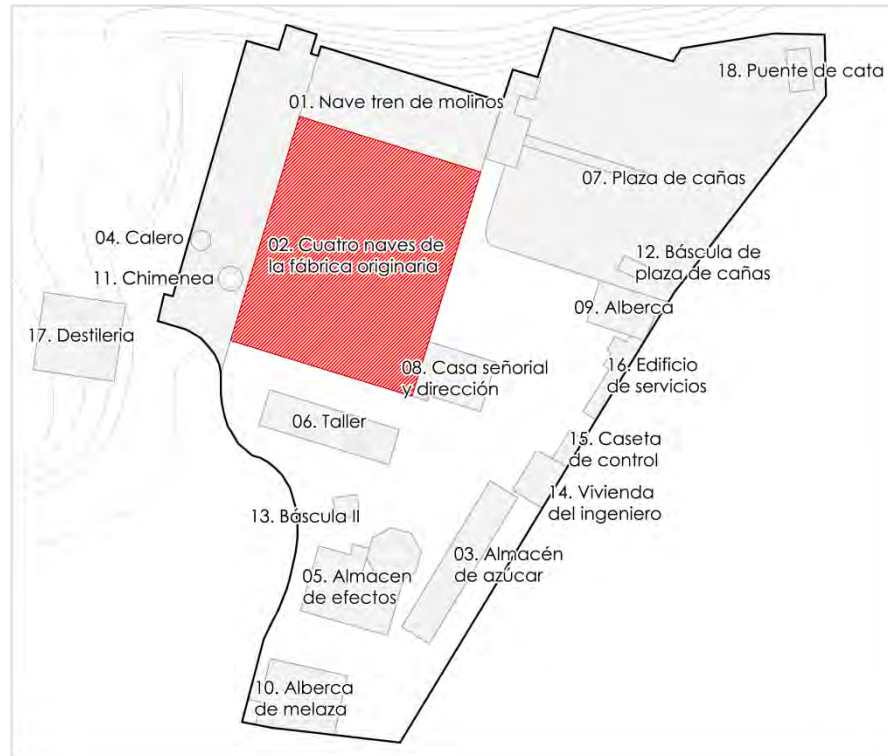 18. Puente de cata
01. Nave tren de molinos
07. Plaza de cañas
04. Calero
02. Cuatro naves de
la fábrica originaria
12. Báscula de
plaza de cañas
11. Chimenea
09. Alberca
17. Destileria
08. Casa señorial
y dirección
16. Edificio
de servicios
06. Taller
15. Caseta
de control
14. Vivienda
del ingeniero
13. Báscula II
03. Almacén
de azúcar
05. Almacen
de efectos
10. Alberca
de melaza